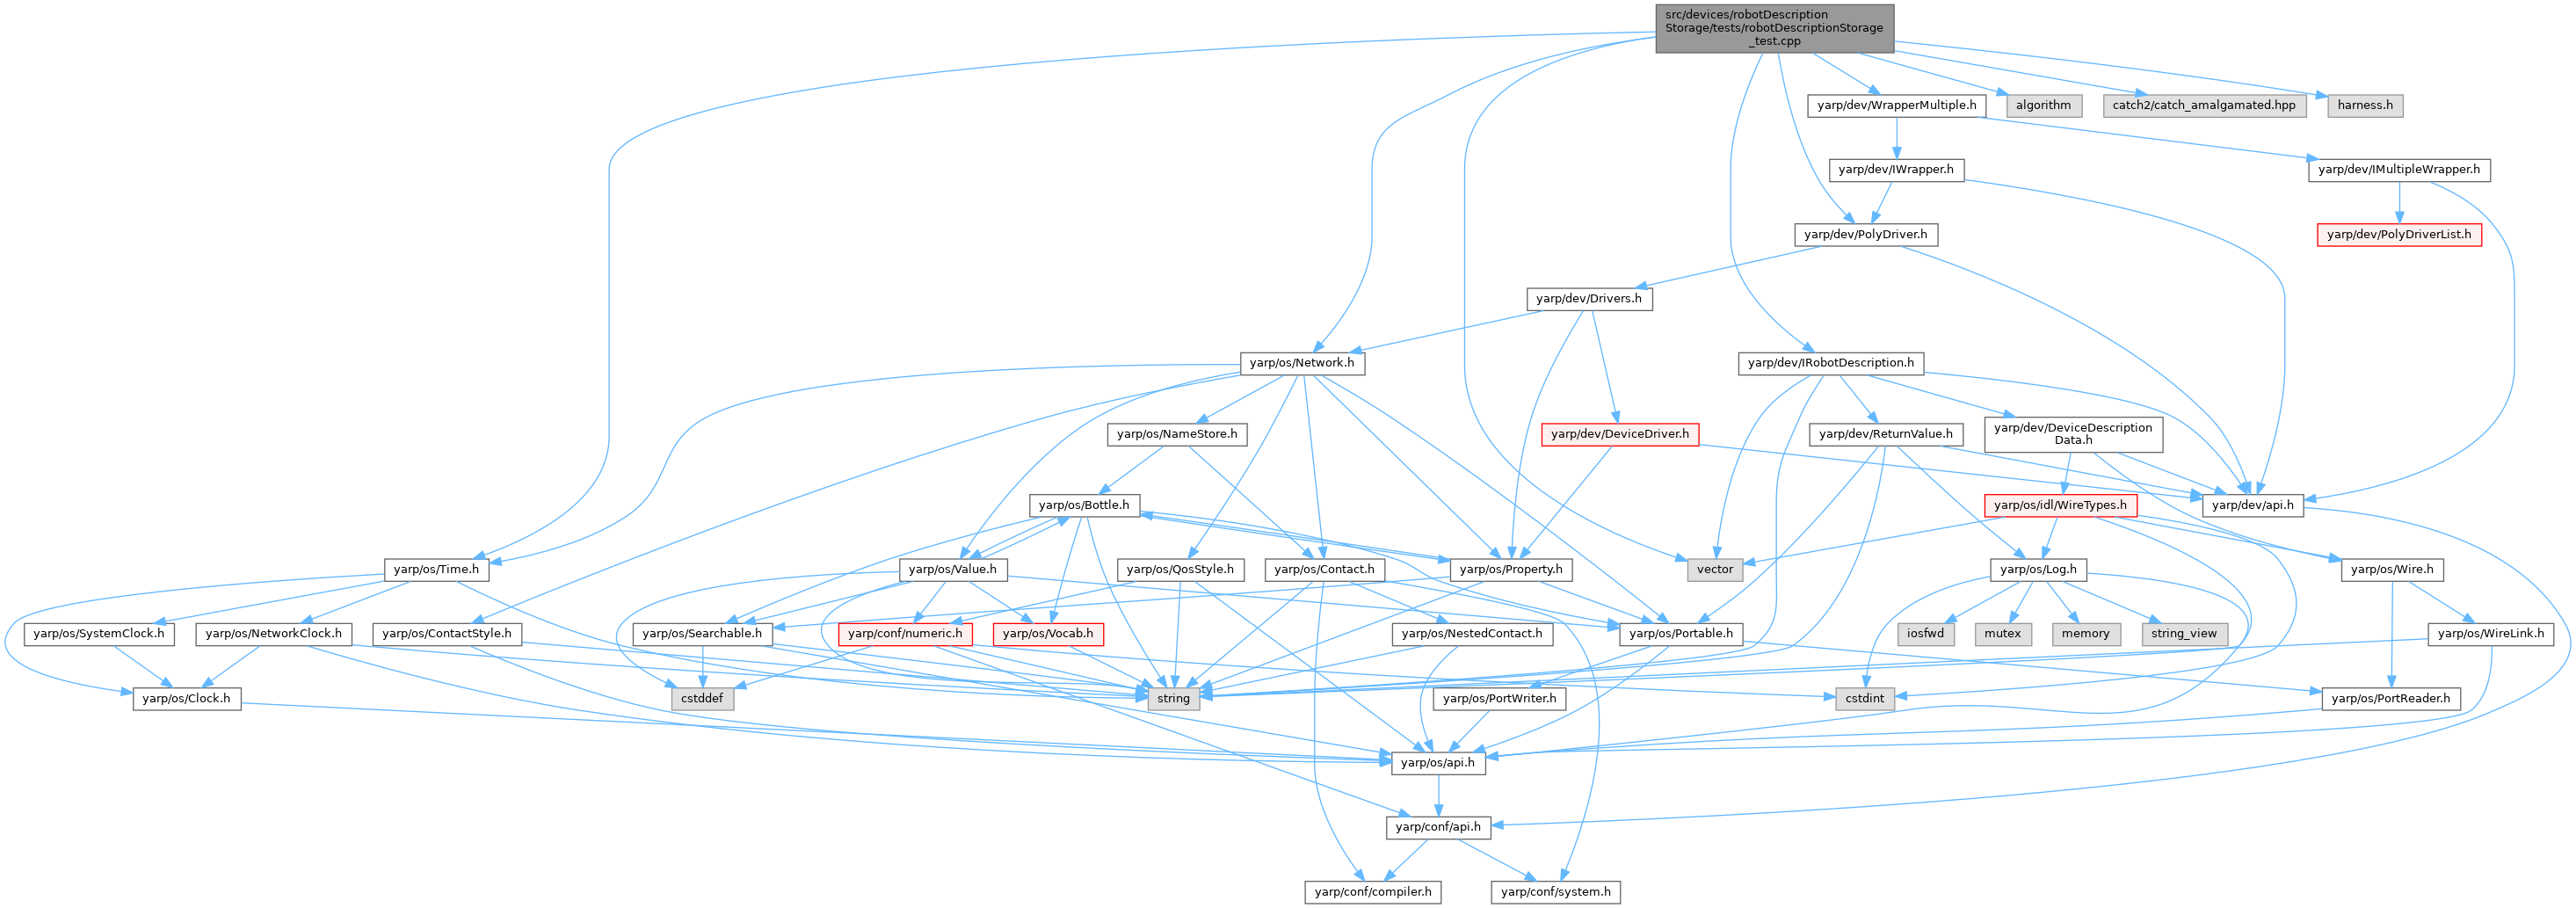 src/devices/robotDescription
Storage/tests/robotDescriptionStorage
_test.cpp
yarp/dev/WrapperMultiple.h
algorithm
catch2/catch_amalgamated.hpp
harness.h
yarp/dev/IWrapper.h
yarp/dev/IMultipleWrapper.h
yarp/dev/PolyDriver.h
yarp/dev/PolyDriverList.h
yarp/dev/Drivers.h
yarp/os/Network.h
yarp/dev/IRobotDescription.h
yarp/os/NameStore.h
yarp/dev/DeviceDriver.h
yarp/dev/ReturnValue.h
yarp/dev/DeviceDescription
Data.h
yarp/os/Bottle.h
yarp/os/idl/WireTypes.h
yarp/dev/api.h
yarp/os/Time.h
yarp/os/Value.h
yarp/os/QosStyle.h
yarp/os/Contact.h
yarp/os/Property.h
vector
yarp/os/Log.h
yarp/os/Wire.h
yarp/os/SystemClock.h
yarp/os/NetworkClock.h
yarp/os/ContactStyle.h
yarp/os/Searchable.h
yarp/conf/numeric.h
yarp/os/Vocab.h
yarp/os/NestedContact.h
yarp/os/Portable.h
iosfwd
mutex
memory
string_view
yarp/os/WireLink.h
yarp/os/Clock.h
cstddef
string
yarp/os/PortWriter.h
cstdint
yarp/os/PortReader.h
yarp/os/api.h
yarp/conf/api.h
yarp/conf/compiler.h
yarp/conf/system.h